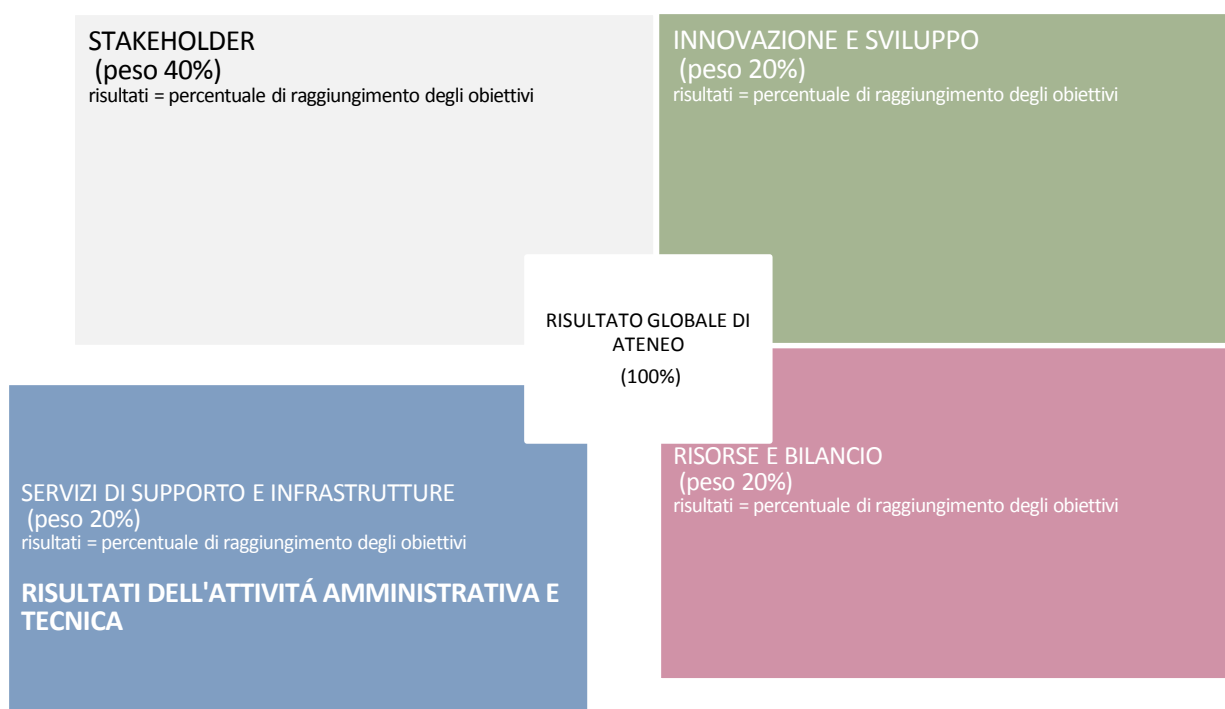 STAKEHOLDER
(peso 40%)
risultati = percentuale di raggiungimento degli obiettivi
INNOVAZIONE E SVILUPPO
(peso 20%)
risultati = percentuale di raggiungimento degli obiettivi
RISULTATO GLOBALE DI
ATENEO
(100%)
SERVIZI DI SUPPORTO E INFRASTRUTTURE
(peso 20%)
risultati = percentuale di raggiungimento degli obiettivi
RISULTATI DELL'ATTIVITÁ AMMINISTRATIVA E
TECNICA
RISORSE E BILANCIO
(peso 20%)
risultati = percentuale di raggiungimento degli obiettivi